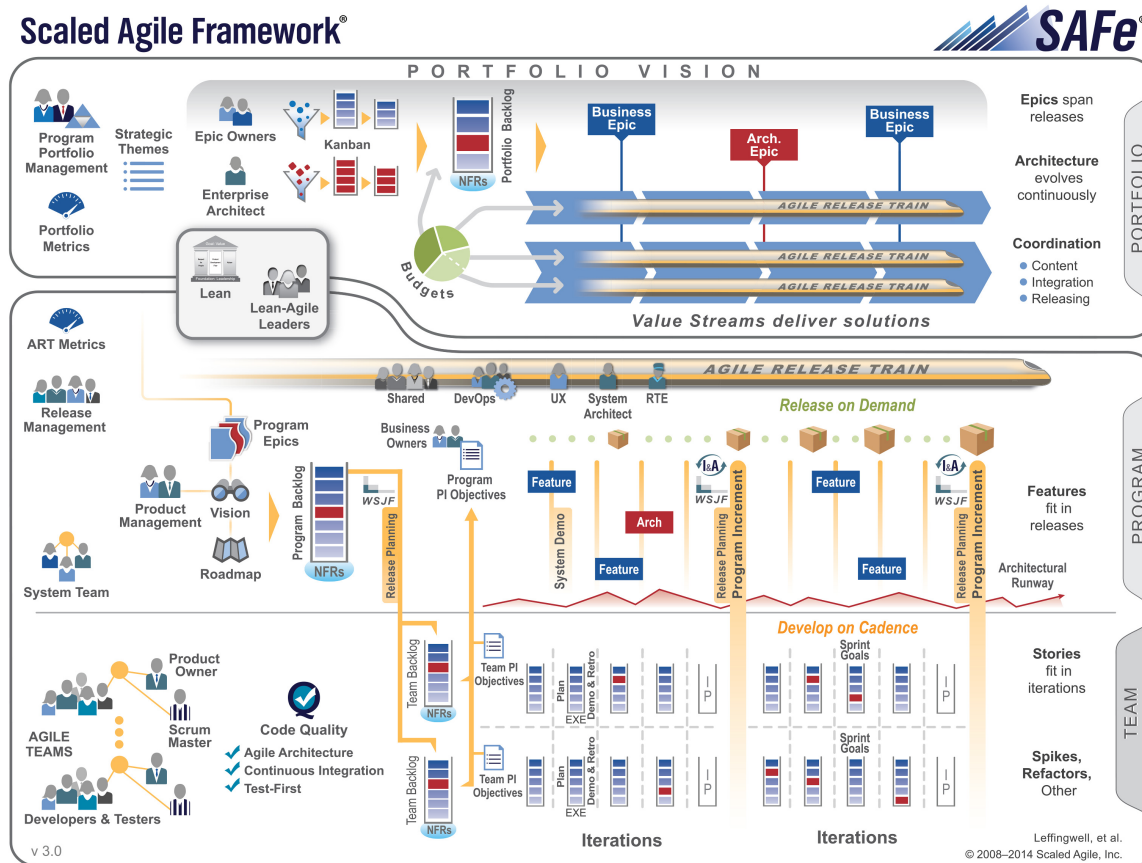 Scaled Agile Framework®
SAFe®
PORTFOLIO VISION
Program
Portfolio
Management
Strategic
Themes
Portfolio
Metrics
Epic Owners
Enterprise
Architect
Kanban
Portfolio Backlog
NFRs
Business
Epic
Arch.
Epic
Business
Epic
AGILE RELEASE TRAIN
AGILE RELEASE TRAIN
AGILE RELEASE TRAIN
Budgets
Value Streams deliver solutions
Epics span
releases
Architecture
evolves
continuously
Coordination
Content
Integration
Releasing
PORTFOLIO
Lean
Lean-Agile
Leaders
ART Metrics
Release
Management
AGILE RELEASE TRAIN
Shared
DevOps
UX
System
Architect
RTE
Release on Demand
Program
Epics
Product
Management
Vision
Roadmap
System Team
Program Backlog
NFRs
WSJF
Release Planning
Business
Owners
Program
PI Objectives
Feature
System Demo
Feature
Arch
I&A
WSJF
Release Planning
Program Increment
Feature
Feature
I&A
WSJF
Release Planning
Program Increment
Features
fit in
releases
Architectural
Runway
PROGRAM
Develop on Cadence
AGILE
TEAMS
Product
Owner
Scrum
Master
Developers & Testers
Code Quality
Agile Architecture
Continuous Integration
Test-First
Team Backlog
NFRs
Team PI
Objectives
Plan
EXE
Demo & Retro
I
P
Sprint
Goals
I
P
Stories
fit in
iterations
Team Backlog
NFRs
Team PI
Objectives
Plan
EXE
Demo & Retro
I
P
Sprint
Goals
I
P
Spikes,
Refactors,
Other
TEAM
Iterations
Iterations
v 3.0
Leffingwell, et al.
© 2008–2014 Scaled Agile, Inc.